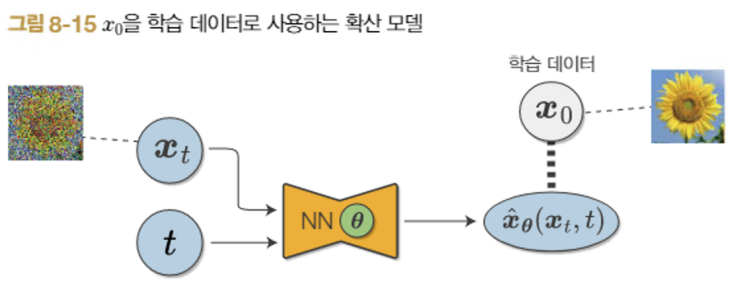 그림 8-15 x₀을 학습 데이터로 사용하는 확산 모델
학습 데이터
x₀
xₜ
t
NN θ
x̂_θ(xₜ, t)